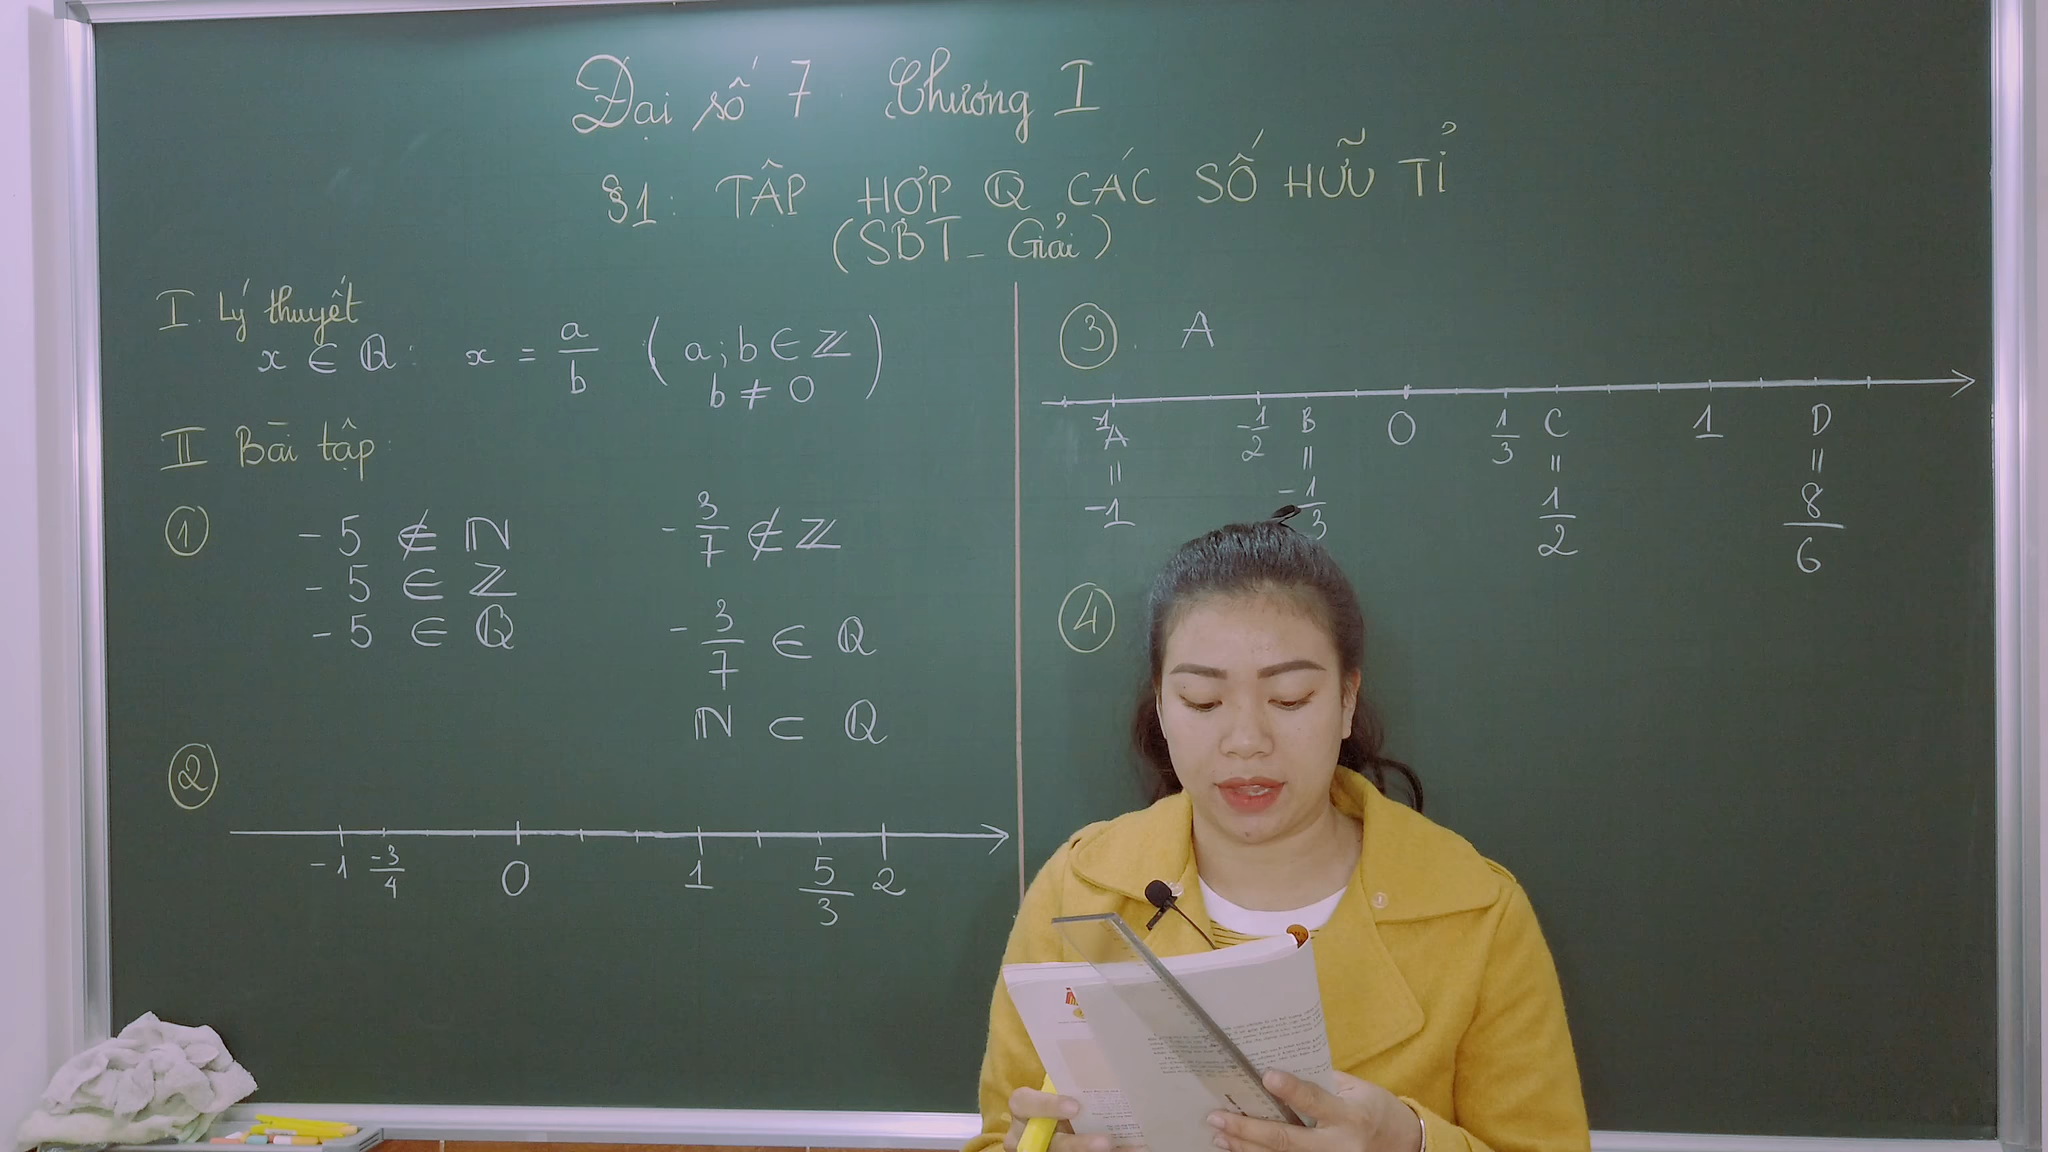 Đại số 7 Chương I
§1: TẬP HỢP ℚ CÁC SỐ HỮU TỈ
(SBT - Giải)
I. Lý thuyết
x ∈ ℚ: x = a/b (a; b ∈ ℤ
b ≠ 0)
II Bài tập:
① -5 ∉ ℕ
-5 ∈ ℤ
-5 ∈ ℚ
-3/7 ∉ ℤ
-3/7 ∈ ℚ
ℕ ⊂ ℚ
②
-1 -3/4 0 1 5/3 2
③. A
-1 -1/2 B 0 1/3 C 1 D
A = -1
B = -1/3
C = 1/2
D = 8/6
④